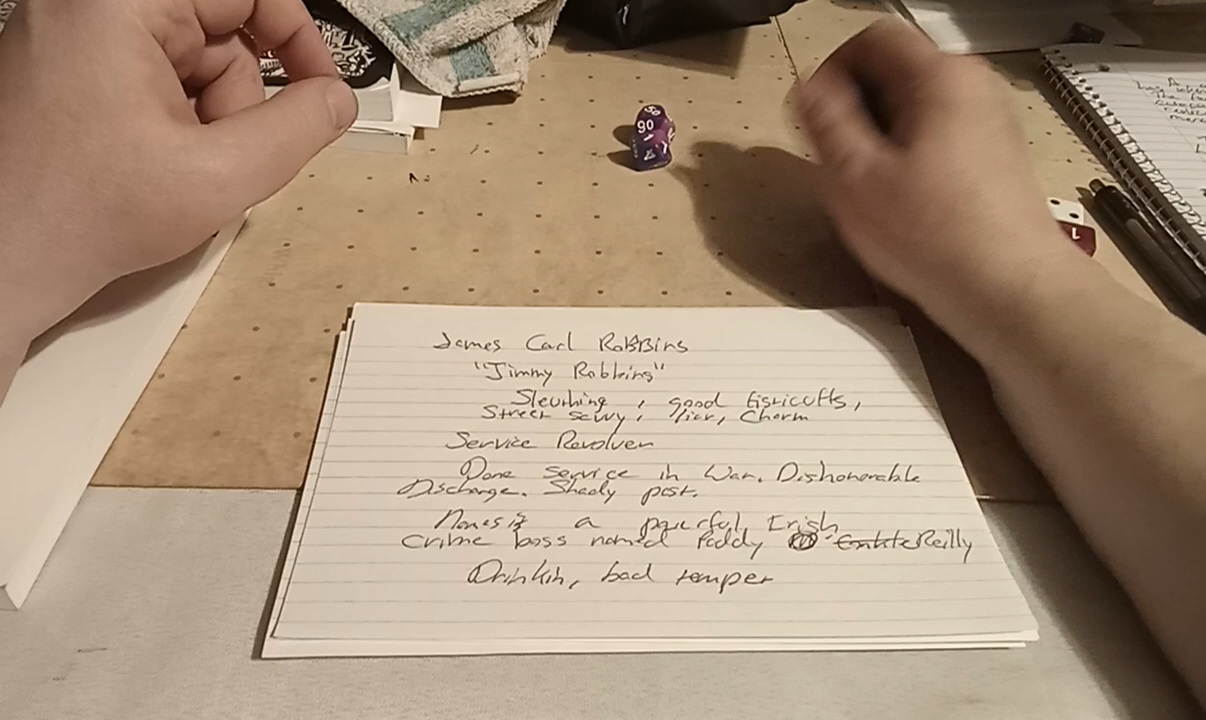 James Carl Robbins
"Jimmy Robbins"
Sleuthing, good fisticuffs,
Street savvy, liar, Charm
Service Revolver
Done service in War. Dishonorable
Discharge. Shady past.
a powerful, Irish
crime boss named Paddy O'Reilly
Drinkin, bad temper
90